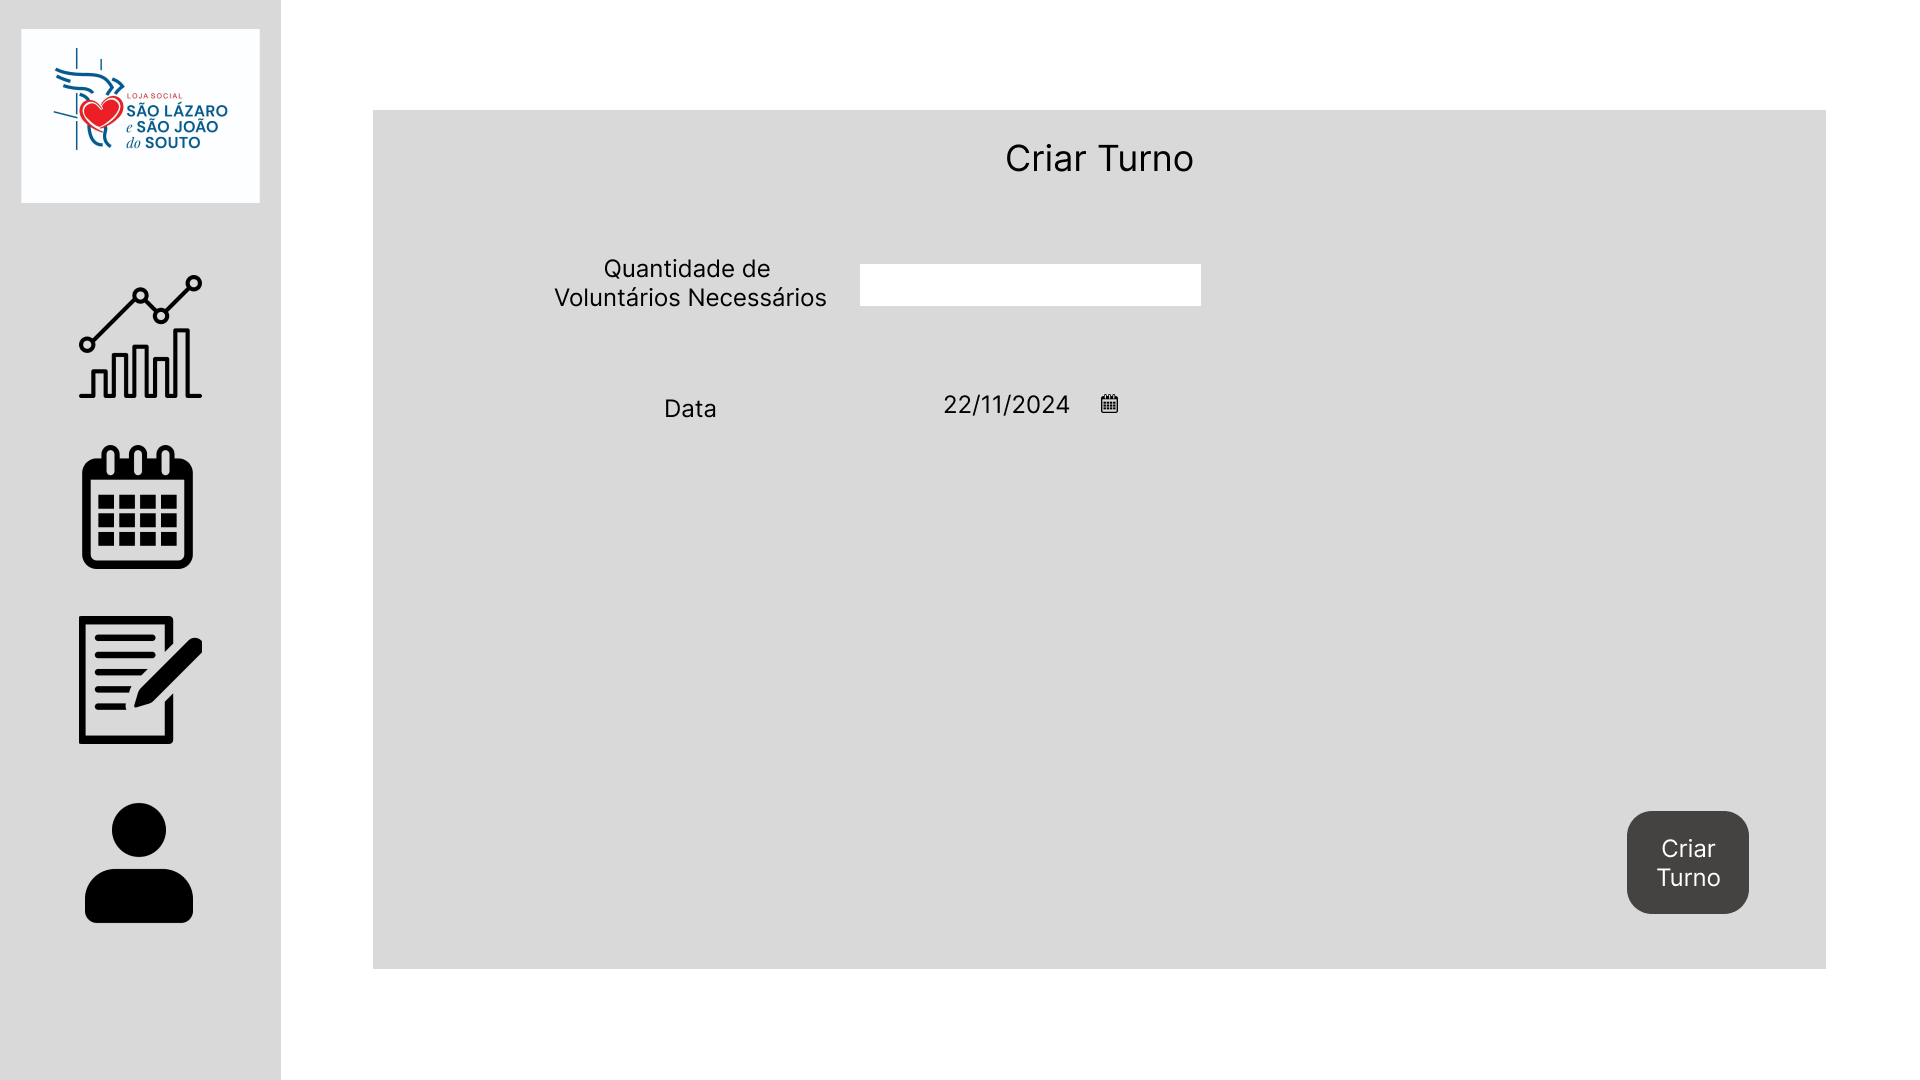 LOJA SOCIAL
SÃO LÁZARO
e SÃO JOÃO
do SOUTO
Criar Turno
Quantidade de
Voluntários Necessários
Data
22/11/2024
Criar
Turno